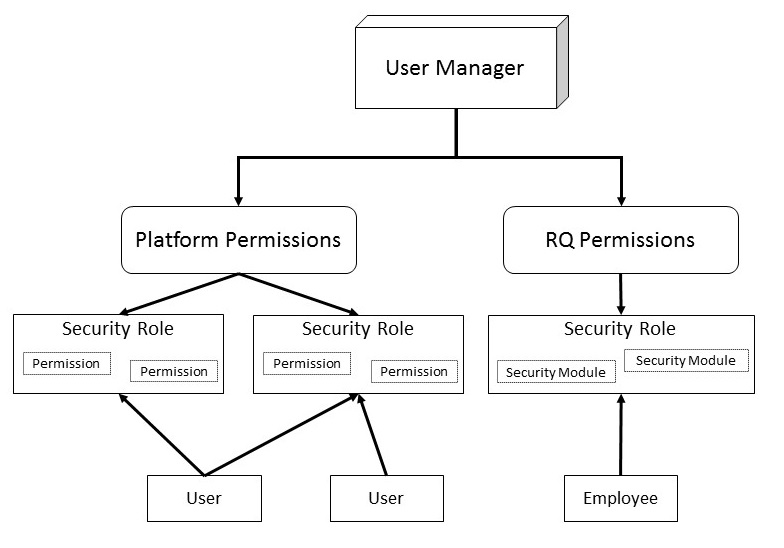 User Manager
Platform Permissions
RQ Permissions
Security Role
Permission
Permission
Security Role
Permission
Permission
Security Role
Security Module
Security Module
User
User
Employee